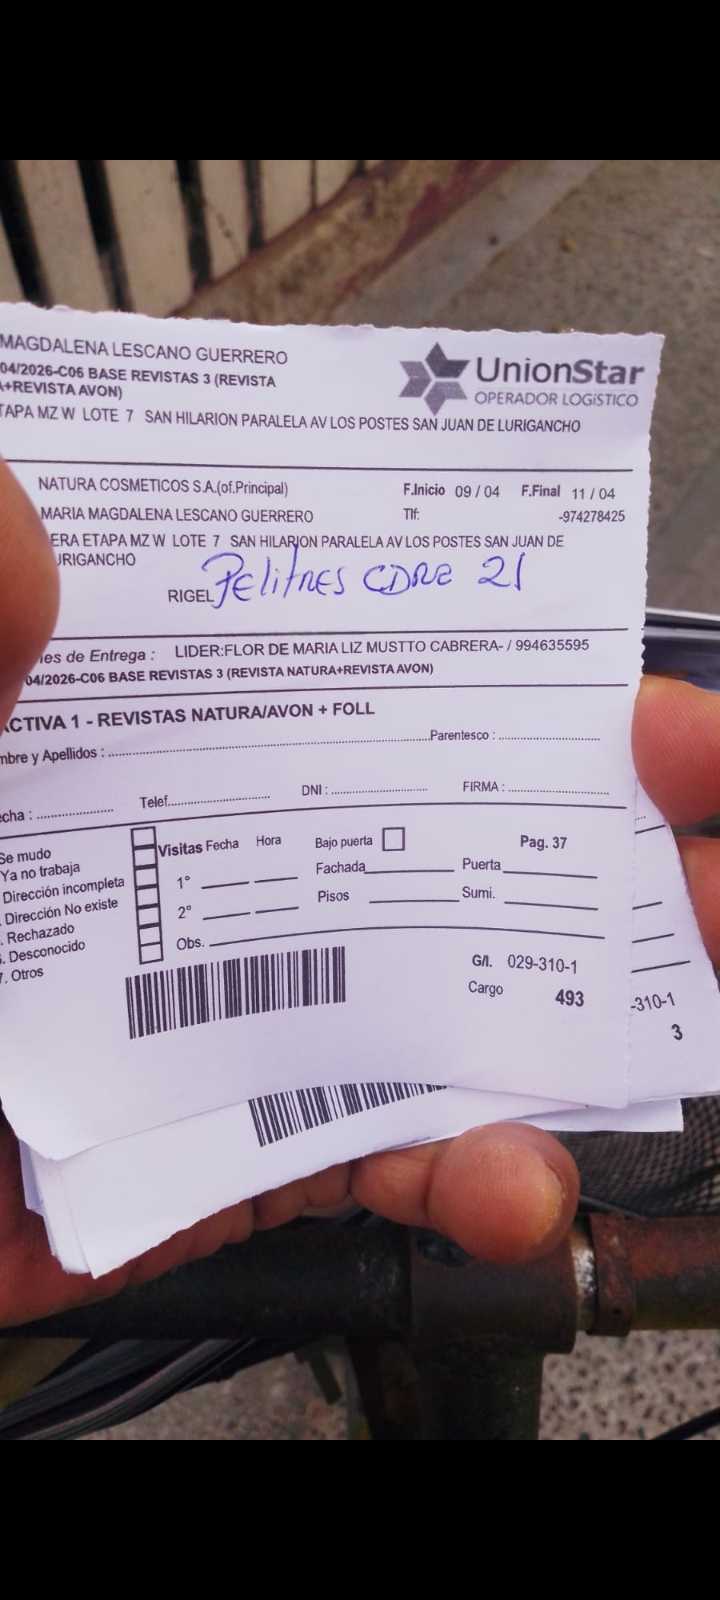 MAGDALENA LESCANO GUERRERO
04/2026-C06 BASE REVISTAS 3 (REVISTA
+REVISTA AVON)
UnionStar
OPERADOR LOGíSTICO
TAPA MZ W LOTE 7 SAN HILARION PARALELA AV LOS POSTES SAN JUAN DE LURIGANCHO
NATURA COSMETICOS S.A.(of.Principal)
F.Inicio 09 / 04 F.Final 11 / 04
MARIA MAGDALENA LESCANO GUERRERO
Tlf: -974278425
ERA ETAPA MZ W LOTE 7 SAN HILARION PARALELA AV LOS POSTES SAN JUAN DE
URIGANCHO
RIGEL CDRE 21
es de Entrega : LIDER:FLOR DE MARIA LIZ MUSTTO CABRERA- / 994635595
04/2026-C06 BASE REVISTAS 3 (REVISTA NATURA+REVISTA AVON)
ACTIVA 1 - REVISTAS NATURA/AVON + FOLL
mbre y Apellidos : Parentesco :
echa : Telef. DNI : FIRMA :
Se mudo
Ya no trabaja
Dirección incompleta
. Dirección No existe
. Rechazado
. Desconocido
7. Otros
Visitas Fecha Hora
1°
2°
Obs.
Bajo puerta
Fachada
Pisos
Pag. 37
Puerta
Sumi.
G/l. 029-310-1
Cargo 493
-310-1
3